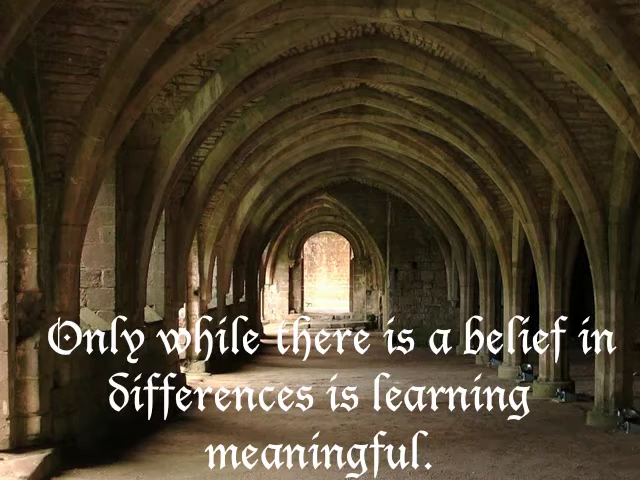 Only while there is a belief in
differences is learning
meaningful.